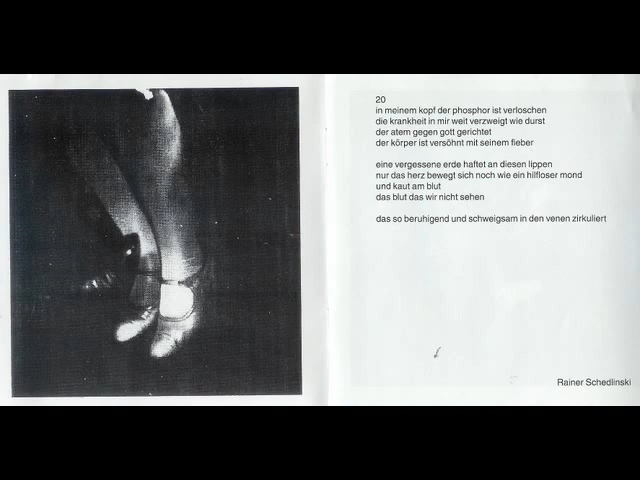 20
in meinem kopf der phosphor ist verloschen
die krankheit in mir weit verzweigt wie durst
der atem gegen gott gerichtet
der körper ist versöhnt mit seinem fieber
eine vergessene erde haftet an diesen lippen
nur das herz bewegt sich noch wie ein hilfloser mond
und kaut am blut
das blut das wir nicht sehen
das so beruhigend und schweigsam in den venen zirkuliert
Rainer Schedlinski